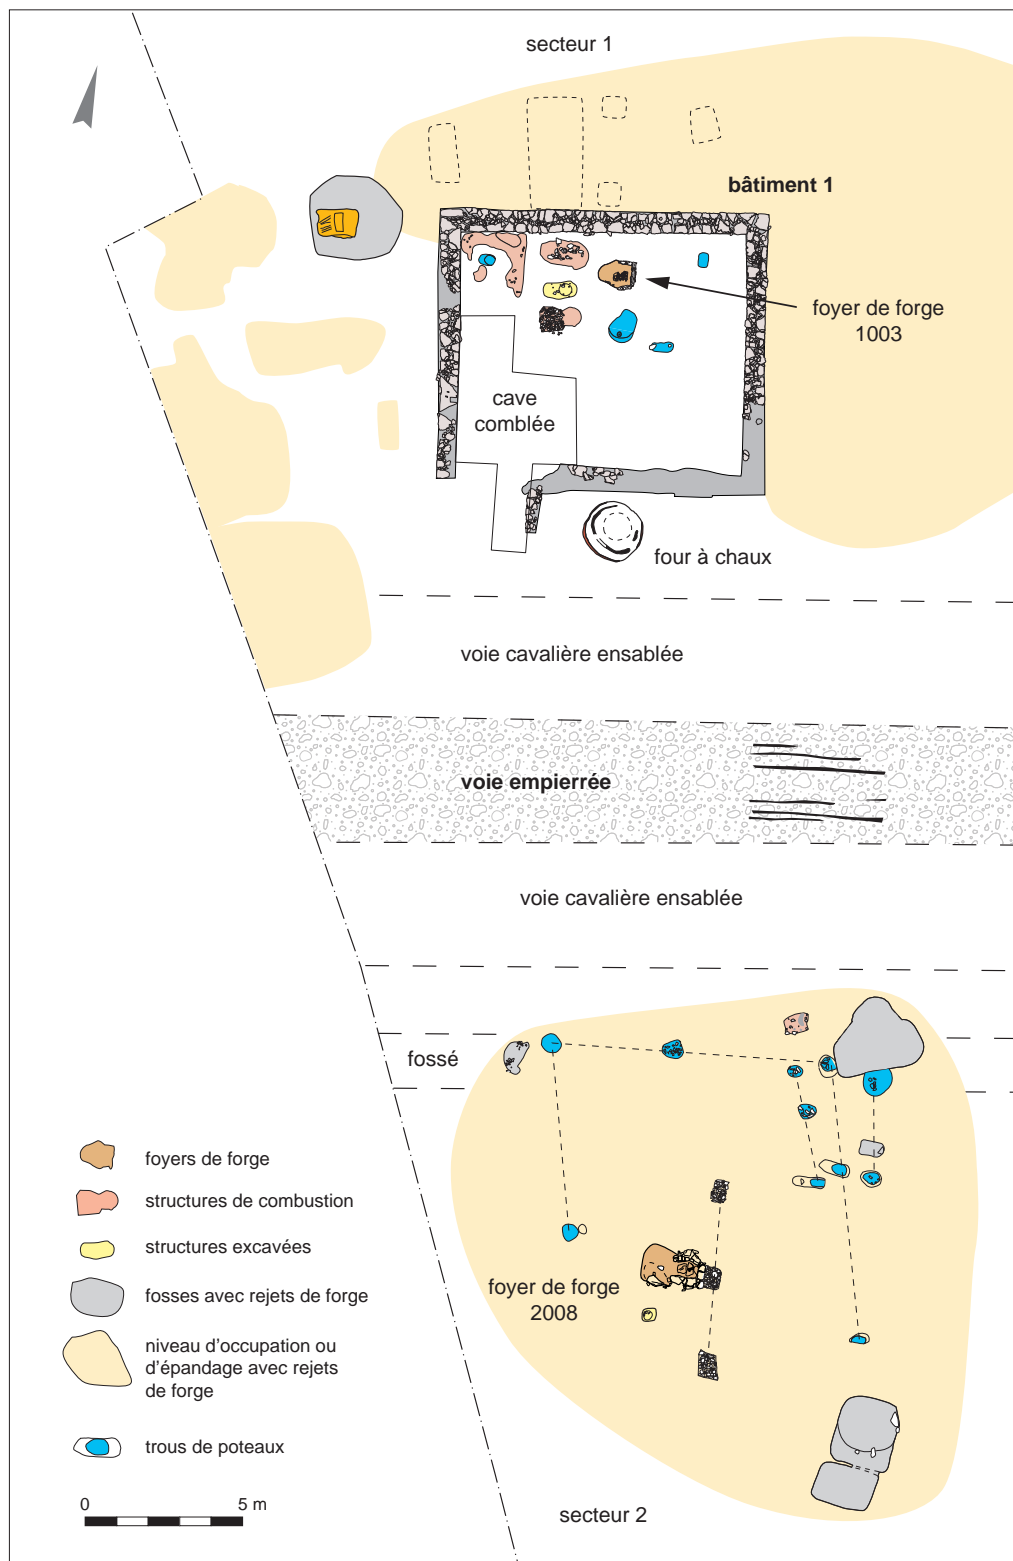 secteur 1
bâtiment 1
foyer de forge
1003
cave
comblée
four à chaux
voie cavalière ensablée
voie empierrée
voie cavalière ensablée
fossé
foyers de forge
structures de combustion
structures excavées
fosses avec rejets de forge
niveau d'occupation ou
d'épandage avec rejets
de forge
trous de poteaux
0 5 m
foyer de forge
2008
secteur 2